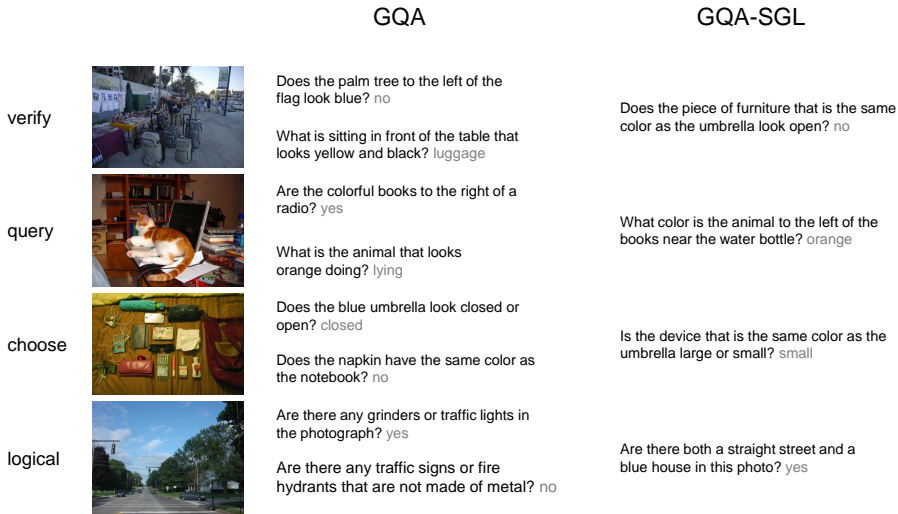 GQA
GQA-SGL
verify
Does the palm tree to the left of the
flag look blue? no
What is sitting in front of the table that
looks yellow and black? luggage
Does the piece of furniture that is the same
color as the umbrella look open? no
query
Are the colorful books to the right of a
radio? yes
What is the animal that looks
orange doing? lying
What color is the animal to the left of the
books near the water bottle? orange
choose
Does the blue umbrella look closed or
open? closed
Does the napkin have the same color as
the notebook? no
Is the device that is the same color as the
umbrella large or small? small
logical
Are there any grinders or traffic lights in
the photograph? yes
Are there any traffic signs or fire
hydrants that are not made of metal? no
Are there both a straight street and a
blue house in this photo? yes